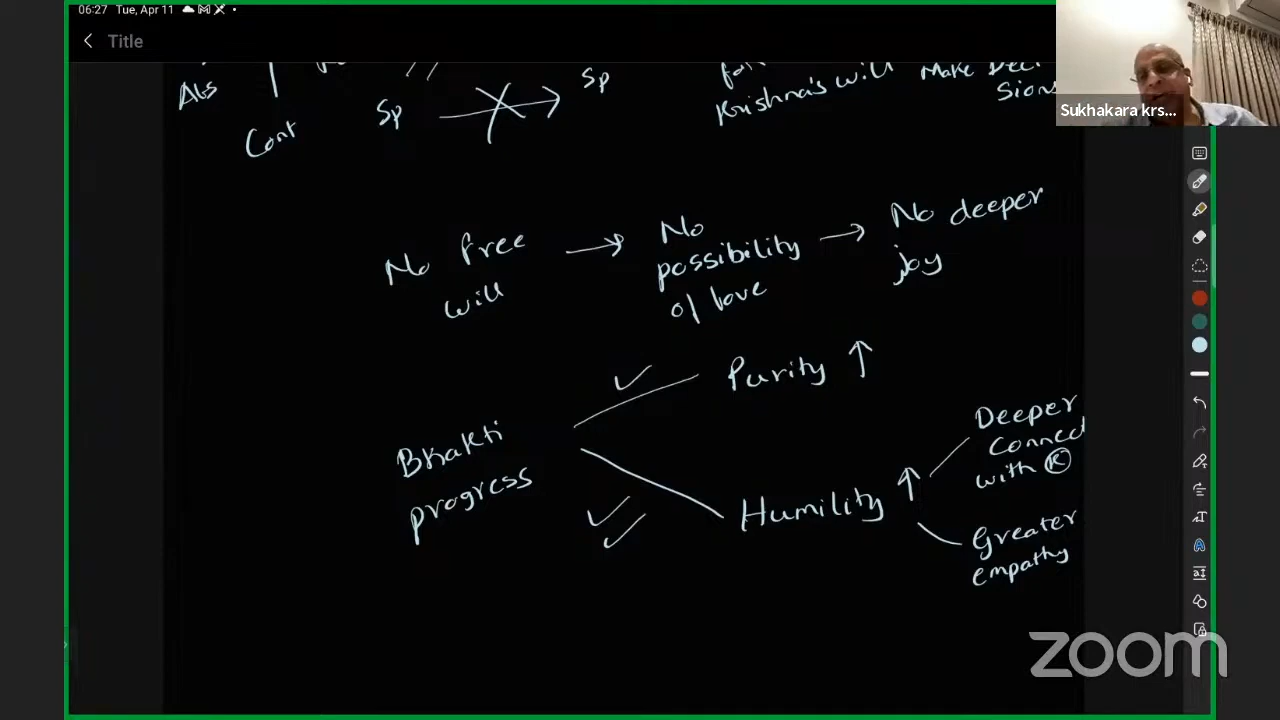 06:27 Tue, Apr 11
Title
Sukhakara krs...
Abs
Cont
Sp
Sp
Krishna's will
Make
Sions
No free
will
No
possibility
of love
No deeper
joy
Bhakti
progress
Purity
Humility
Deeper
Connect
with K
Greater
empathy
zoom